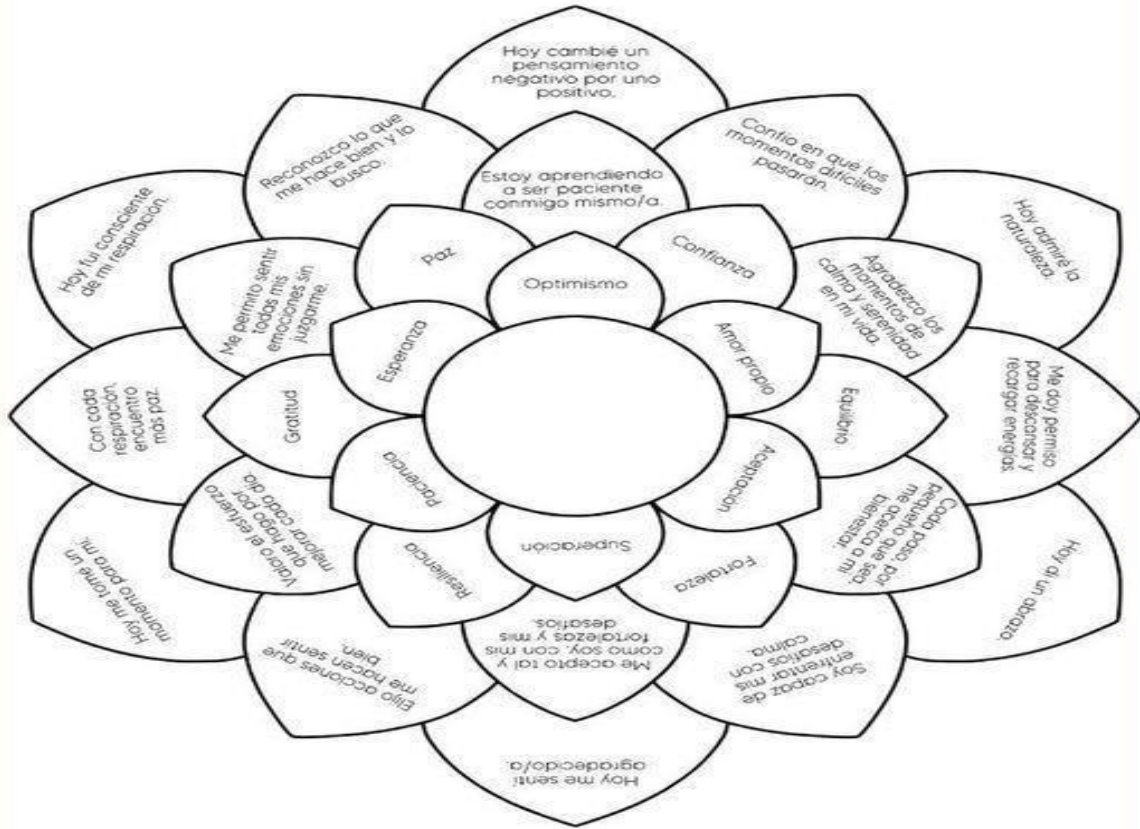 Hoy cambié un
pensamiento
negativo por uno
positivo.
Confío en que los
momentos difíciles
pasarán.
Hoy admiré la
naturaleza.
Me doy permiso
para descansar y
recargar energías.
Hoy di un abrazo.
Soy capaz de
enfrentar mis
desafíos con
calma.
Hoy me sentí
agradecido/a.
Elijo acciones que
me hacen sentir
bien.
Hoy me tomé un
momento para mí.
Con cada
respiración,
encuentro
más paz.
Hoy fui consciente
de mi respiración.
Reconozco lo que
me hace bien y lo
busco.
Estoy aprendiendo
a ser paciente
conmigo mismo/a.
Agradezco los
momentos de
calma y serenidad
en mi vida.
Cada paso por
pequeño que sea,
me acerca a mi
bienestar.
Me acepto tal y
como soy, con mis
fortalezas y mis
desafíos.
Valoro el esfuerzo
que hago por
mejorar cada día.
Me permito sentir
todas mis
emociones sin
juzgarme.
Confianza
Equilibrio
Fortaleza
Resiliencia
Gratitud
Paz
Optimismo
Amor propio
Aceptación
Superación
Paciencia
Esperanza